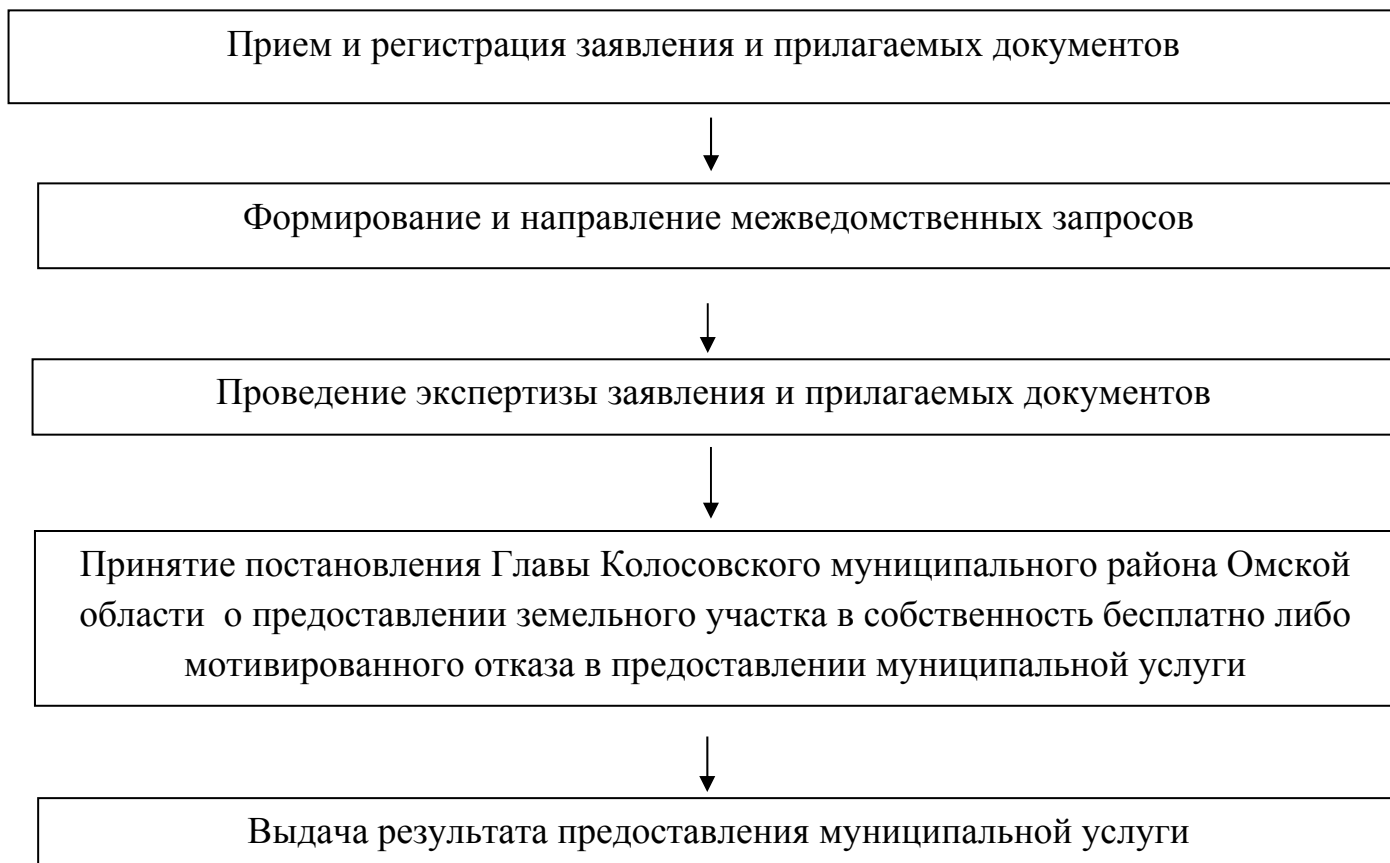 Прием и регистрация заявления и прилагаемых документов
Формирование и направление межведомственных запросов
Проведение экспертизы заявления и прилагаемых документов
Принятие постановления Главы Колосовского муниципального района Омской
области о предоставлении земельного участка в собственность бесплатно либо
мотивированного отказа в предоставлении муниципальной услуги
Выдача результата предоставления муниципальной услуги